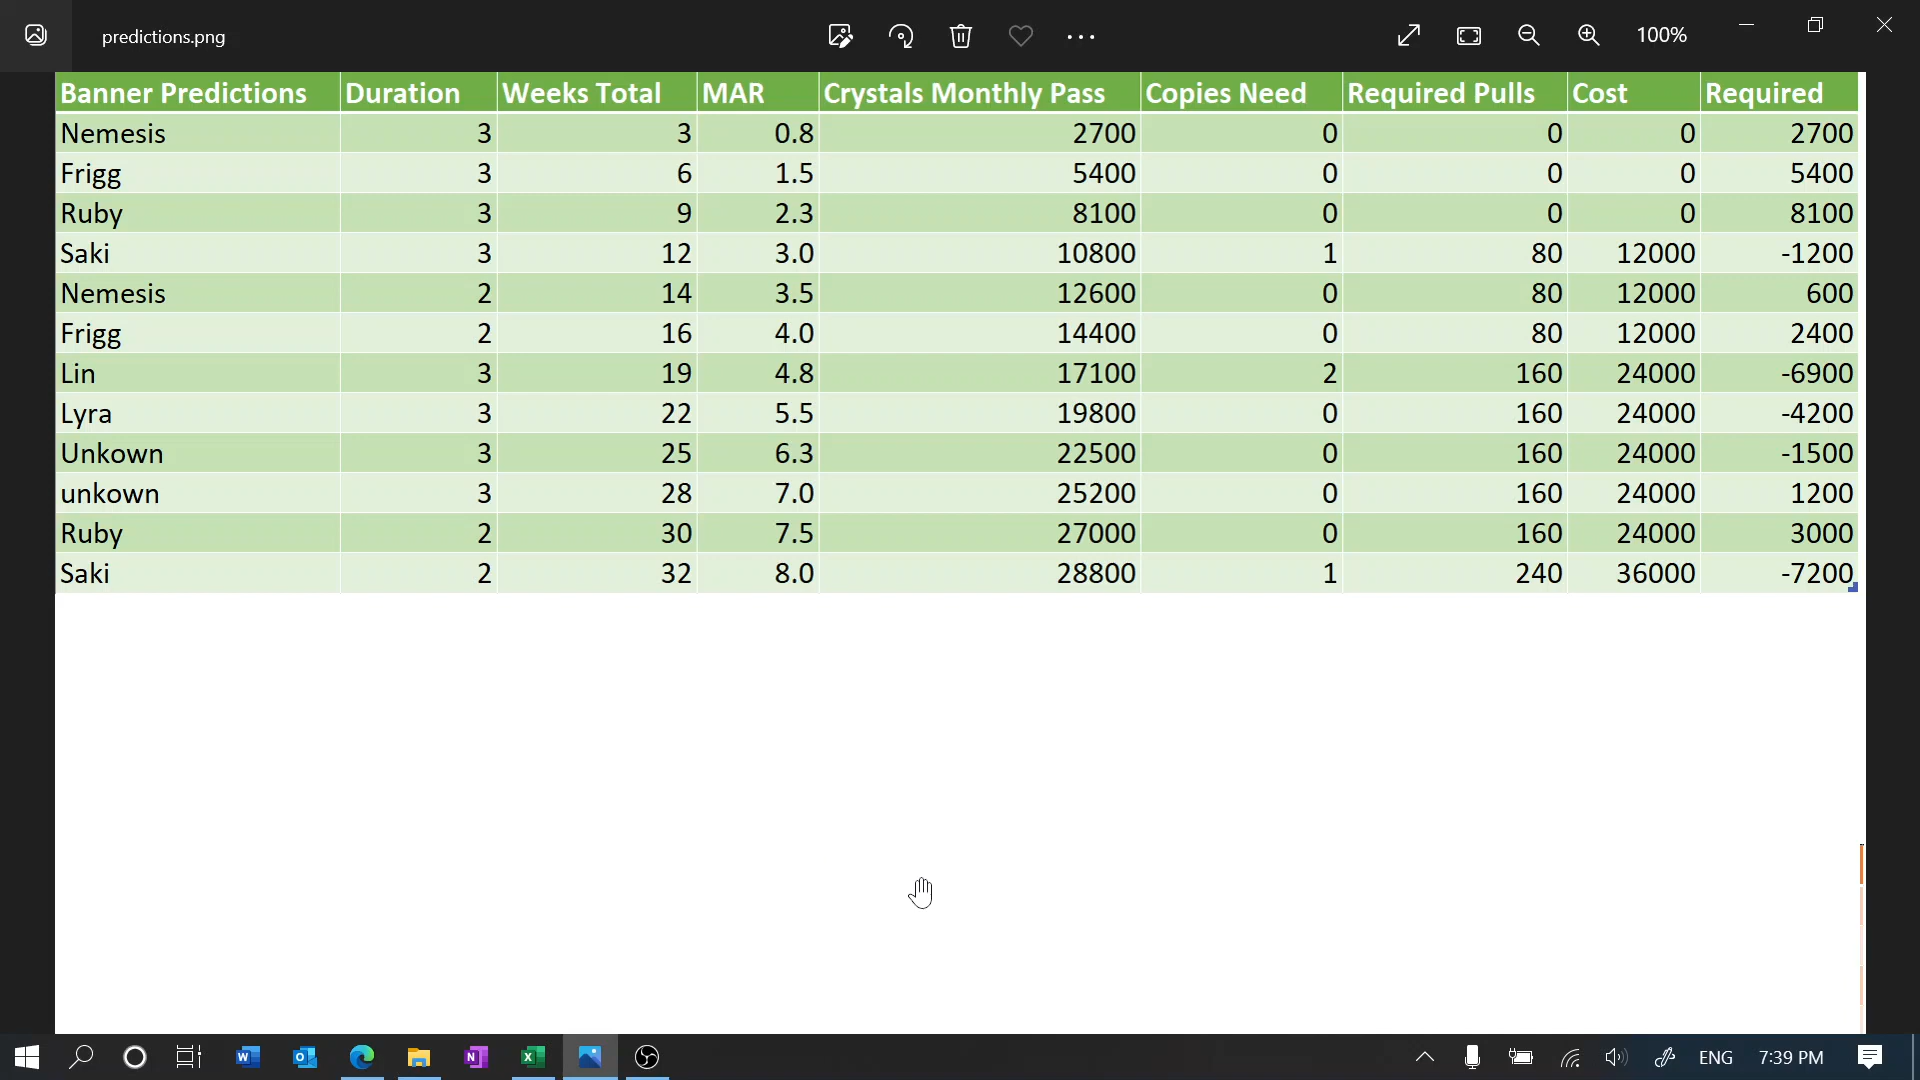 predictions.png
100%
Banner Predictions Duration Weeks Total MAR Crystals Monthly Pass Copies Need Required Pulls Cost Required
Nemesis 3 3 0.8 2700 0 0 0 2700
Frigg 3 6 1.5 5400 0 0 0 5400
Ruby 3 9 2.3 8100 0 0 0 8100
Saki 3 12 3.0 10800 1 80 12000 -1200
Nemesis 2 14 3.5 12600 0 80 12000 600
Frigg 2 16 4.0 14400 0 80 12000 2400
Lin 3 19 4.8 17100 2 160 24000 -6900
Lyra 3 22 5.5 19800 0 160 24000 -4200
Unkown 3 25 6.3 22500 0 160 24000 -1500
unkown 3 28 7.0 25200 0 160 24000 1200
Ruby 2 30 7.5 27000 0 160 24000 3000
Saki 2 32 8.0 28800 1 240 36000 -7200
ENG 7:39 PM